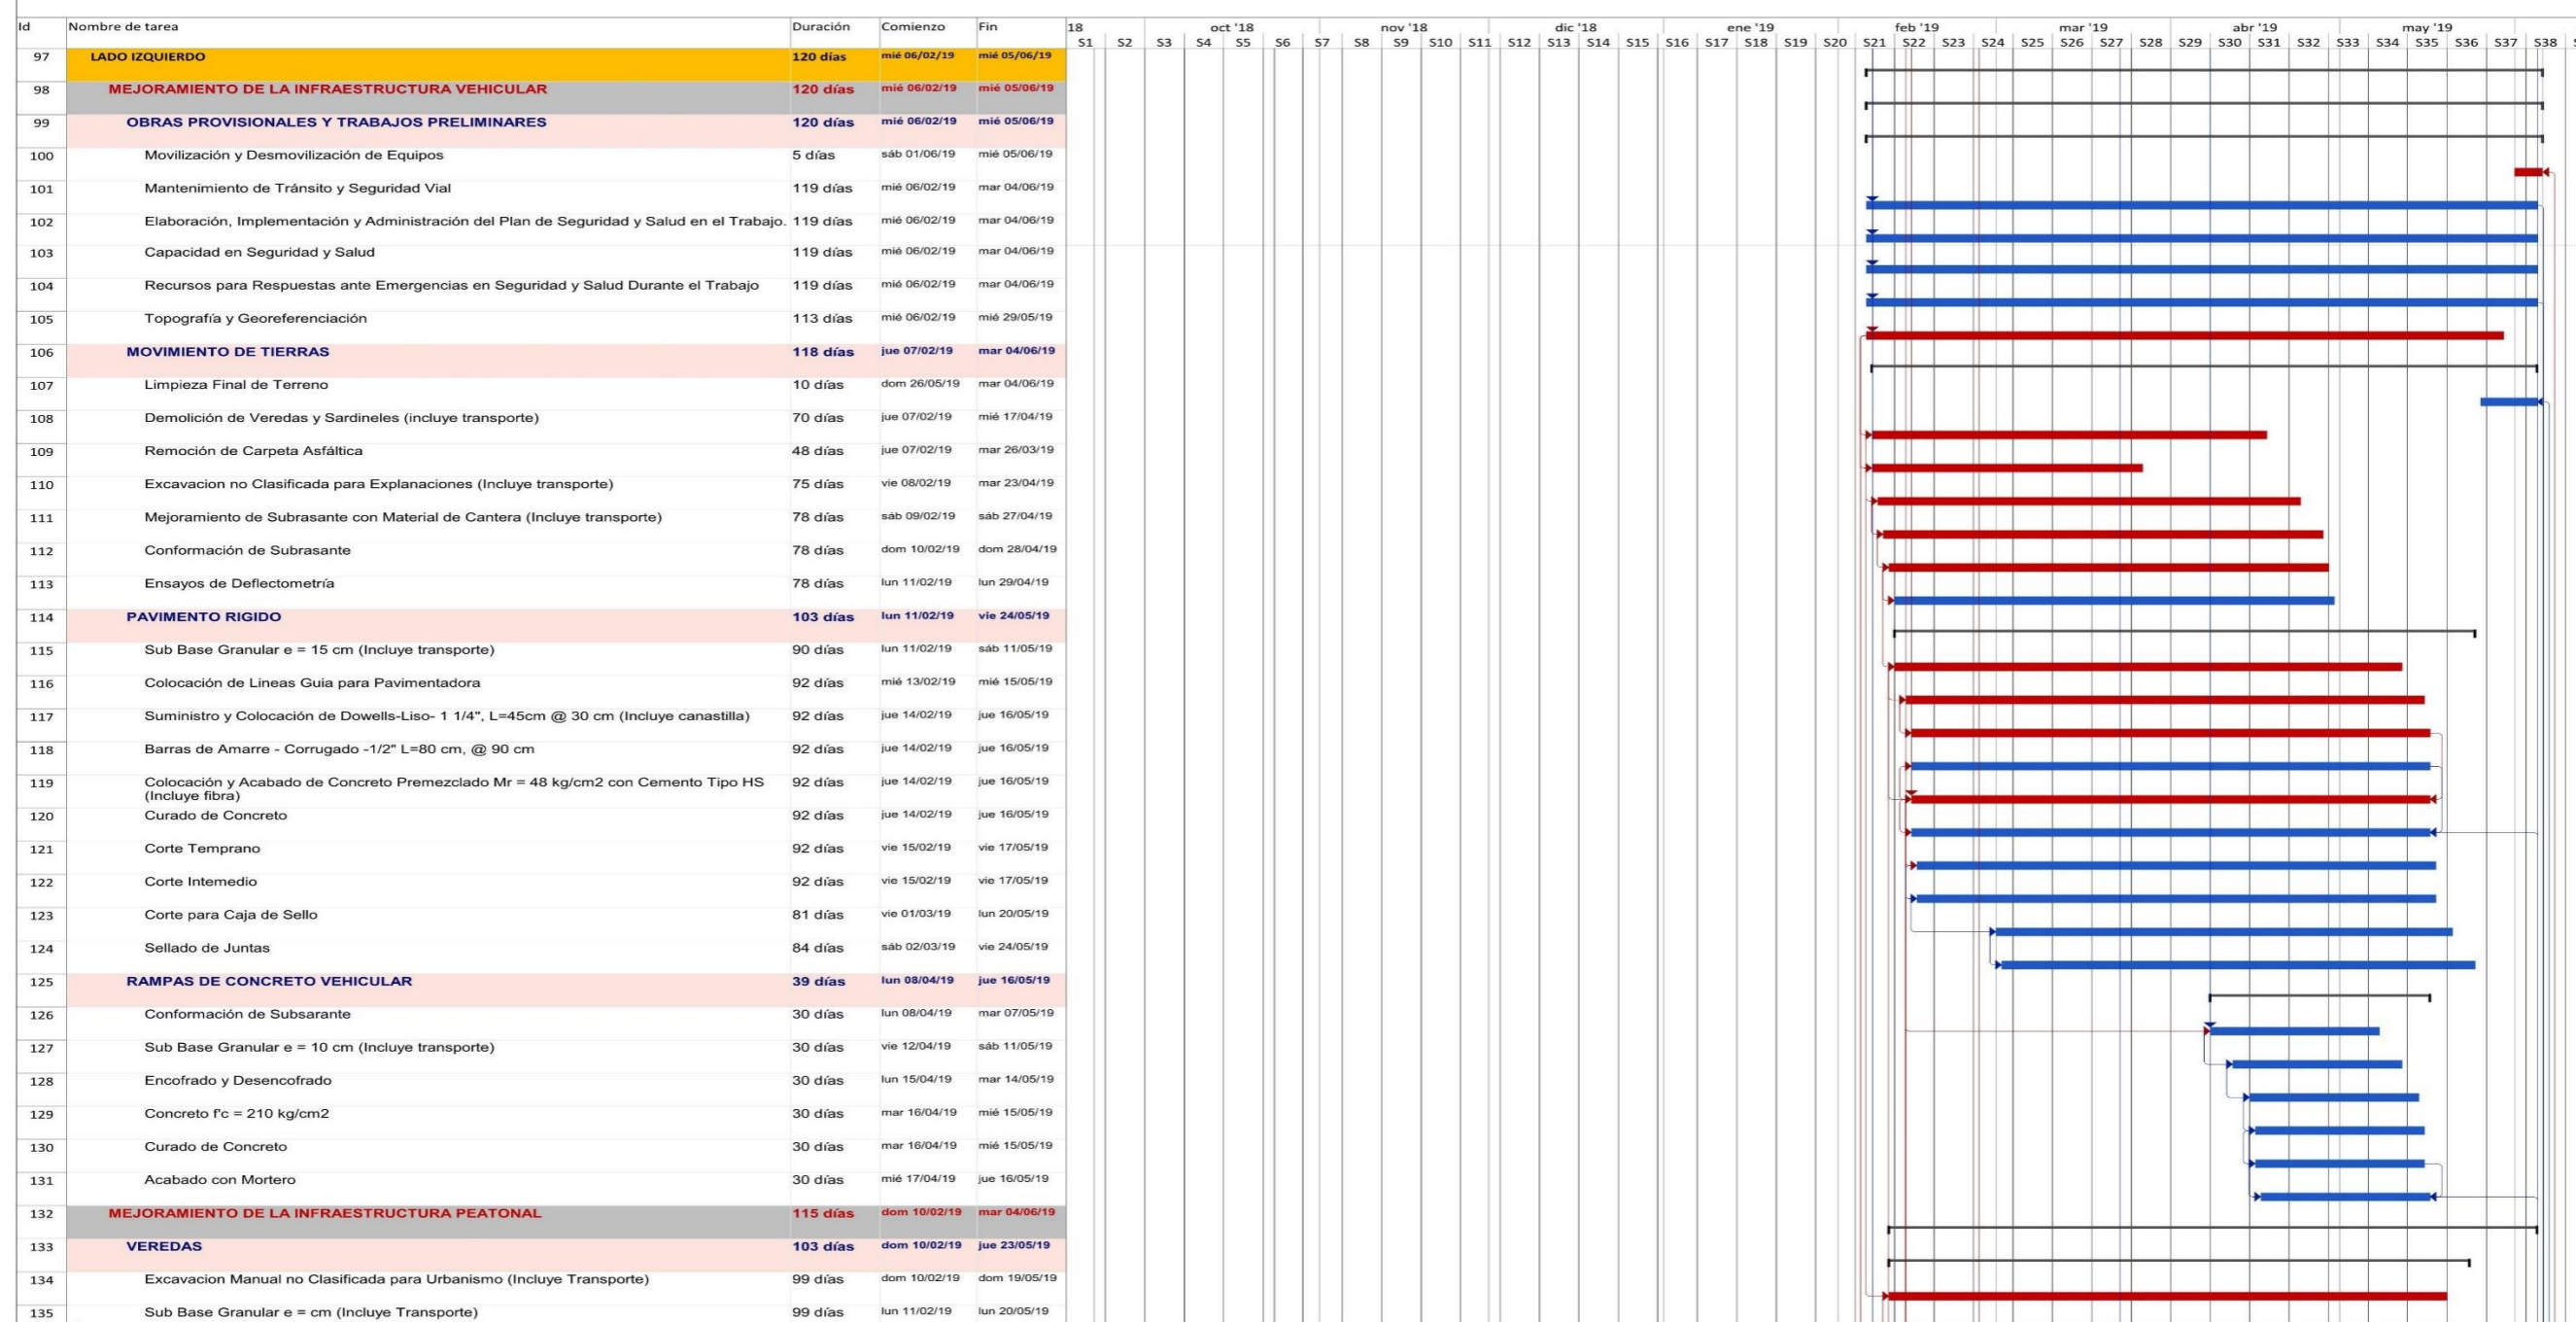 Id Nombre de tarea Duración Comienzo Fin 18 oct '18 nov '18 dic '18 ene '19 feb '19 mar '19 abr '19 may '19
S1 S2 S3 S4 S5 S6 S7 S8 S9 S10 S11 S12 S13 S14 S15 S16 S17 S18 S19 S20 S21 S22 S23 S24 S25 S26 S27 S28 S29 S30 S31 S32 S33 S34 S35 S36 S37 S38
97 LADO IZQUIERDO 120 días mié 06/02/19 mié 05/06/19
98 MEJORAMIENTO DE LA INFRAESTRUCTURA VEHICULAR 120 días mié 06/02/19 mié 05/06/19
99 OBRAS PROVISIONALES Y TRABAJOS PRELIMINARES 120 días mié 06/02/19 mié 05/06/19
100 Movilización y Desmovilización de Equipos 5 días sáb 01/06/19 mié 05/06/19
101 Mantenimiento de Tránsito y Seguridad Vial 119 días mié 06/02/19 mar 04/06/19
102 Elaboración, Implementación y Administración del Plan de Seguridad y Salud en el Trabajo. 119 días mié 06/02/19 mar 04/06/19
103 Capacidad en Seguridad y Salud 119 días mié 06/02/19 mar 04/06/19
104 Recursos para Respuestas ante Emergencias en Seguridad y Salud Durante el Trabajo 119 días mié 06/02/19 mar 04/06/19
105 Topografía y Georeferenciación 113 días mié 06/02/19 mié 29/05/19
106 MOVIMIENTO DE TIERRAS 118 días jue 07/02/19 mar 04/06/19
107 Limpieza Final de Terreno 10 días dom 26/05/19 mar 04/06/19
108 Demolición de Veredas y Sardineles (incluye transporte) 70 días jue 07/02/19 mié 17/04/19
109 Remoción de Carpeta Asfáltica 48 días jue 07/02/19 mar 26/03/19
110 Excavacion no Clasificada para Explanaciones (Incluye transporte) 75 días vie 08/02/19 mar 23/04/19
111 Mejoramiento de Subrasante con Material de Cantera (Incluye transporte) 78 días sáb 09/02/19 sáb 27/04/19
112 Conformación de Subrasante 78 días dom 10/02/19 dom 28/04/19
113 Ensayos de Deflectometría 78 días lun 11/02/19 lun 29/04/19
114 PAVIMENTO RIGIDO 103 días lun 11/02/19 vie 24/05/19
115 Sub Base Granular e = 15 cm (Incluye transporte) 90 días lun 11/02/19 sáb 11/05/19
116 Colocación de Lineas Guia para Pavimentadora 92 días mié 13/02/19 mié 15/05/19
117 Suministro y Colocación de Dowells-Liso- 1 1/4", L=45cm @ 30 cm (Incluye canastilla) 92 días jue 14/02/19 jue 16/05/19
118 Barras de Amarre - Corrugado -1/2" L=80 cm, @ 90 cm 92 días jue 14/02/19 jue 16/05/19
119 Colocación y Acabado de Concreto Premezclado Mr = 48 kg/cm2 con Cemento Tipo HS 92 días jue 14/02/19 jue 16/05/19
(Incluye fibra)
120 Curado de Concreto 92 días jue 14/02/19 jue 16/05/19
121 Corte Temprano 92 días vie 15/02/19 vie 17/05/19
122 Corte Intemedio 92 días vie 15/02/19 vie 17/05/19
123 Corte para Caja de Sello 81 días vie 01/03/19 lun 20/05/19
124 Sellado de Juntas 84 días sáb 02/03/19 vie 24/05/19
125 RAMPAS DE CONCRETO VEHICULAR 39 días lun 08/04/19 jue 16/05/19
126 Conformación de Subsarante 30 días lun 08/04/19 mar 07/05/19
127 Sub Base Granular e = 10 cm (Incluye transporte) 30 días vie 12/04/19 sáb 11/05/19
128 Encofrado y Desencofrado 30 días lun 15/04/19 mar 14/05/19
129 Concreto f'c = 210 kg/cm2 30 días mar 16/04/19 mié 15/05/19
130 Curado de Concreto 30 días mar 16/04/19 mié 15/05/19
131 Acabado con Mortero 30 días mié 17/04/19 jue 16/05/19
132 MEJORAMIENTO DE LA INFRAESTRUCTURA PEATONAL 115 días dom 10/02/19 mar 04/06/19
133 VEREDAS 103 días dom 10/02/19 jue 23/05/19
134 Excavacion Manual no Clasificada para Urbanismo (Incluye Transporte) 99 días dom 10/02/19 dom 19/05/19
135 Sub Base Granular e = cm (Incluye Transporte) 99 días lun 11/02/19 lun 20/05/19